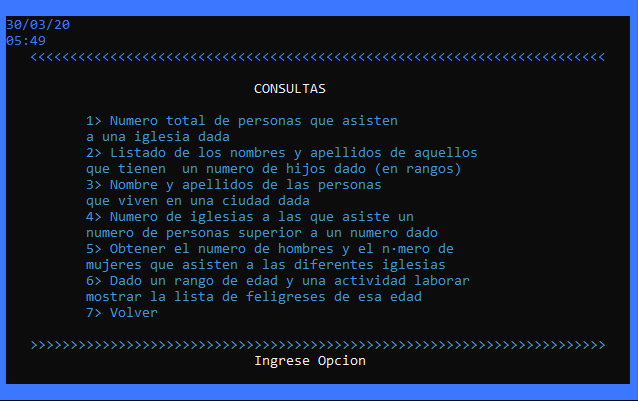 30/03/20
05:49
<<<<<<<<<<<<<<<<<<<<<<<<<<<<<<<<<<<<<<<<<<<<<<<<<<<<<<<<<<<<<<<<<<<<<<<<
CONSULTAS
1> Numero total de personas que asisten
a una iglesia dada
2> Listado de los nombres y apellidos de aquellos
que tienen  un numero de hijos dado (en rangos)
3> Nombre y apellidos de las personas
que viven en una ciudad dada
4> Numero de iglesias a las que asiste un
numero de personas superior a un numero dado
5> Obtener el numero de hombres y el n·mero de
mujeres que asisten a las diferentes iglesias
6> Dado un rango de edad y una actividad laborar
mostrar la lista de feligreses de esa edad
7> Volver
>>>>>>>>>>>>>>>>>>>>>>>>>>>>>>>>>>>>>>>>>>>>>>>>>>>>>>>>>>>>>>>>>>>>>>>>
Ingrese Opcion